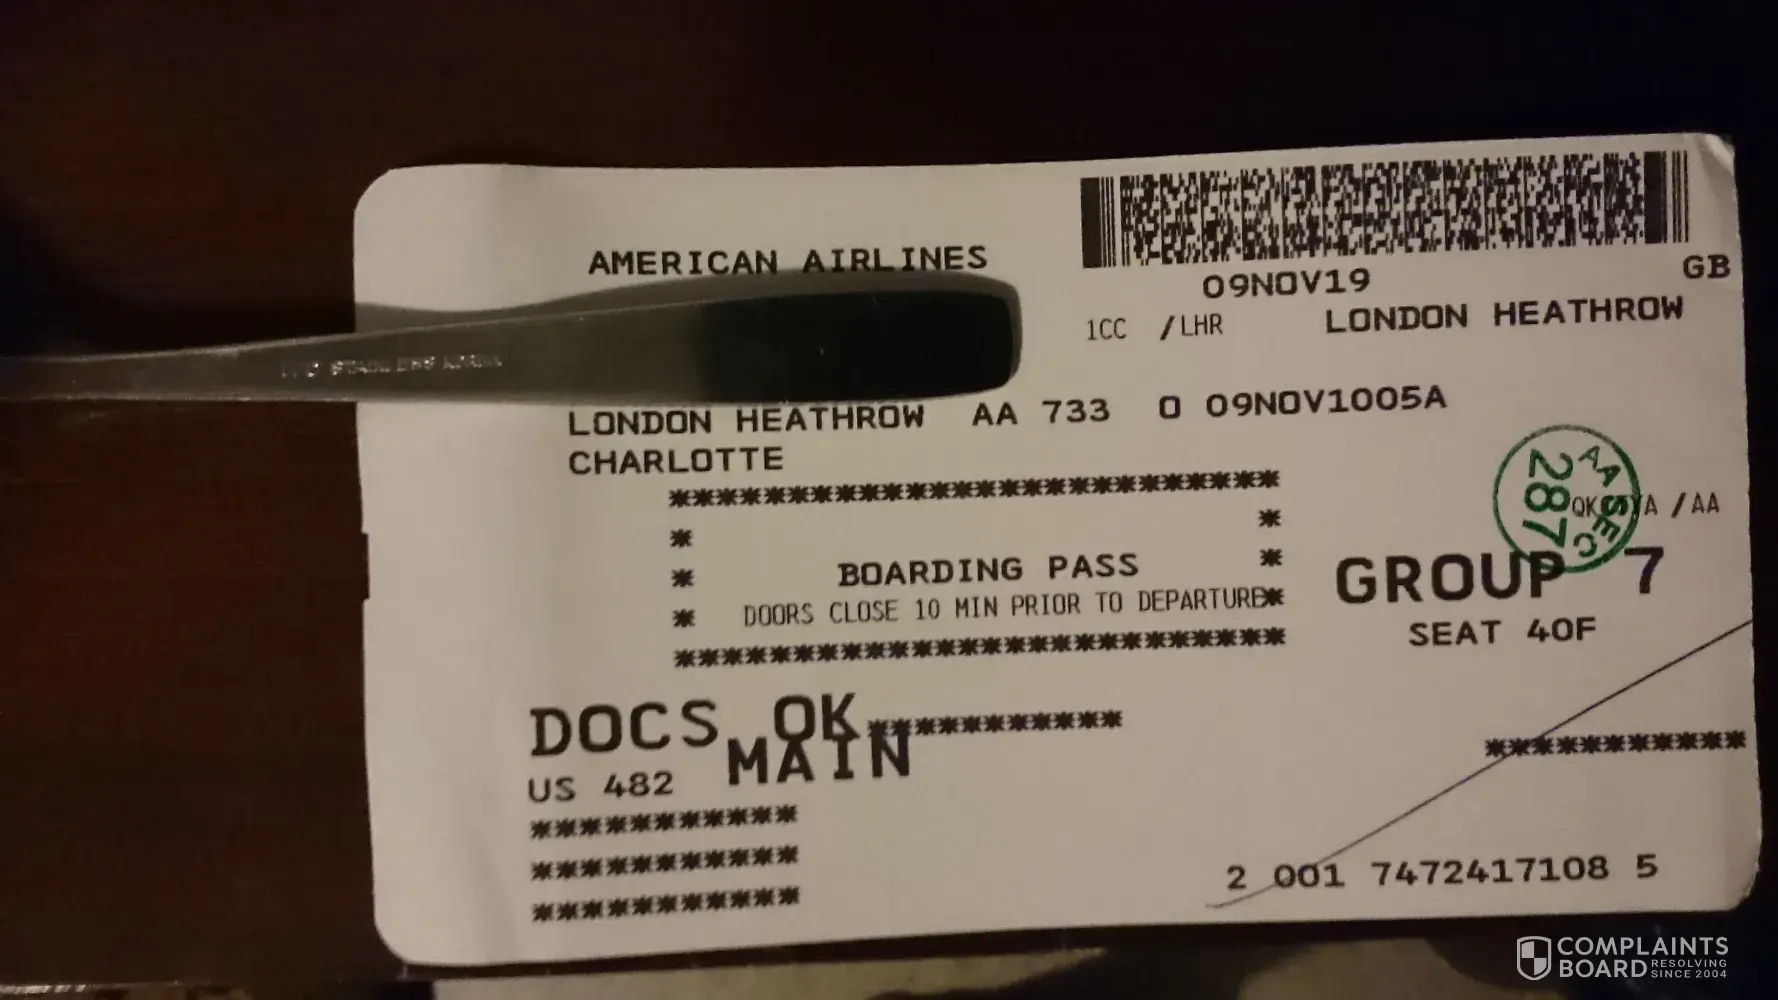 AMERICAN AIRLINES
09NOV19
GB
1CC /LHR LONDON HEATHROW
STAINLESS
LONDON HEATHROW AA 733 O 09NOV1005A
CHARLOTTE
***************************
* *
* BOARDING PASS *
* DOORS CLOSE 10 MIN PRIOR TO DEPARTURE*
***************************
AASEC
287
/AA
GROUP 7
SEAT 40F
DOCS OK***********
MAIN
US 482
***********
***********
***********
***********
2 001 7472417108 5
COMPLAINTS
BOARD RESOLVING
SINCE 2004